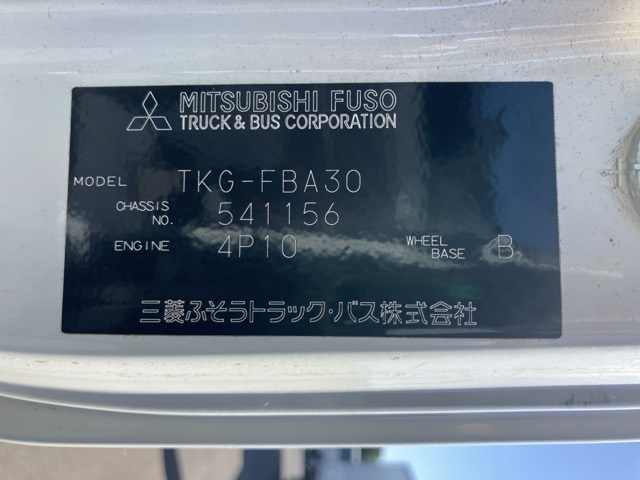 MITSUBISHI FUSO
TRUCK & BUS CORPORATION
MODEL TKG-FBA30
CHASSIS NO. 541156
ENGINE 4P10 WHEEL BASE B
三菱ふそうトラック・バス株式会社